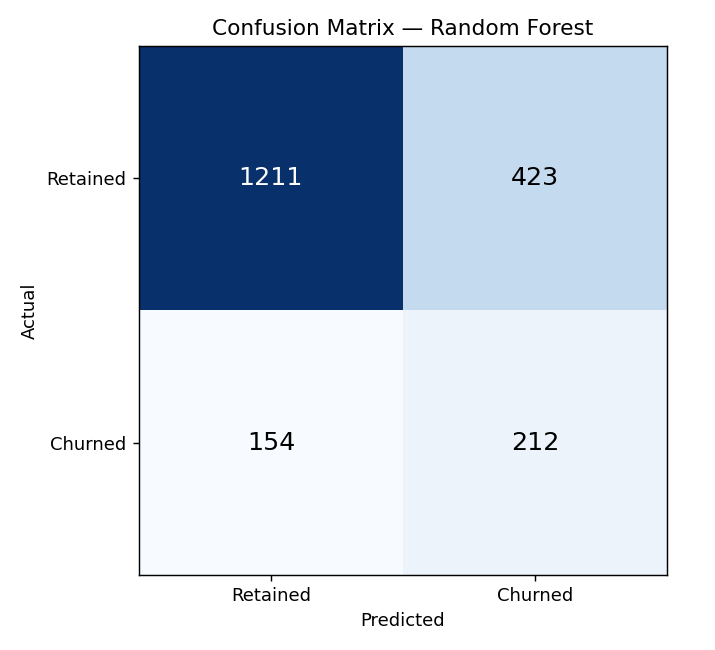 Confusion Matrix — Random Forest
Actual
Retained
1211
423
Churned
154
212
Retained
Churned
Predicted